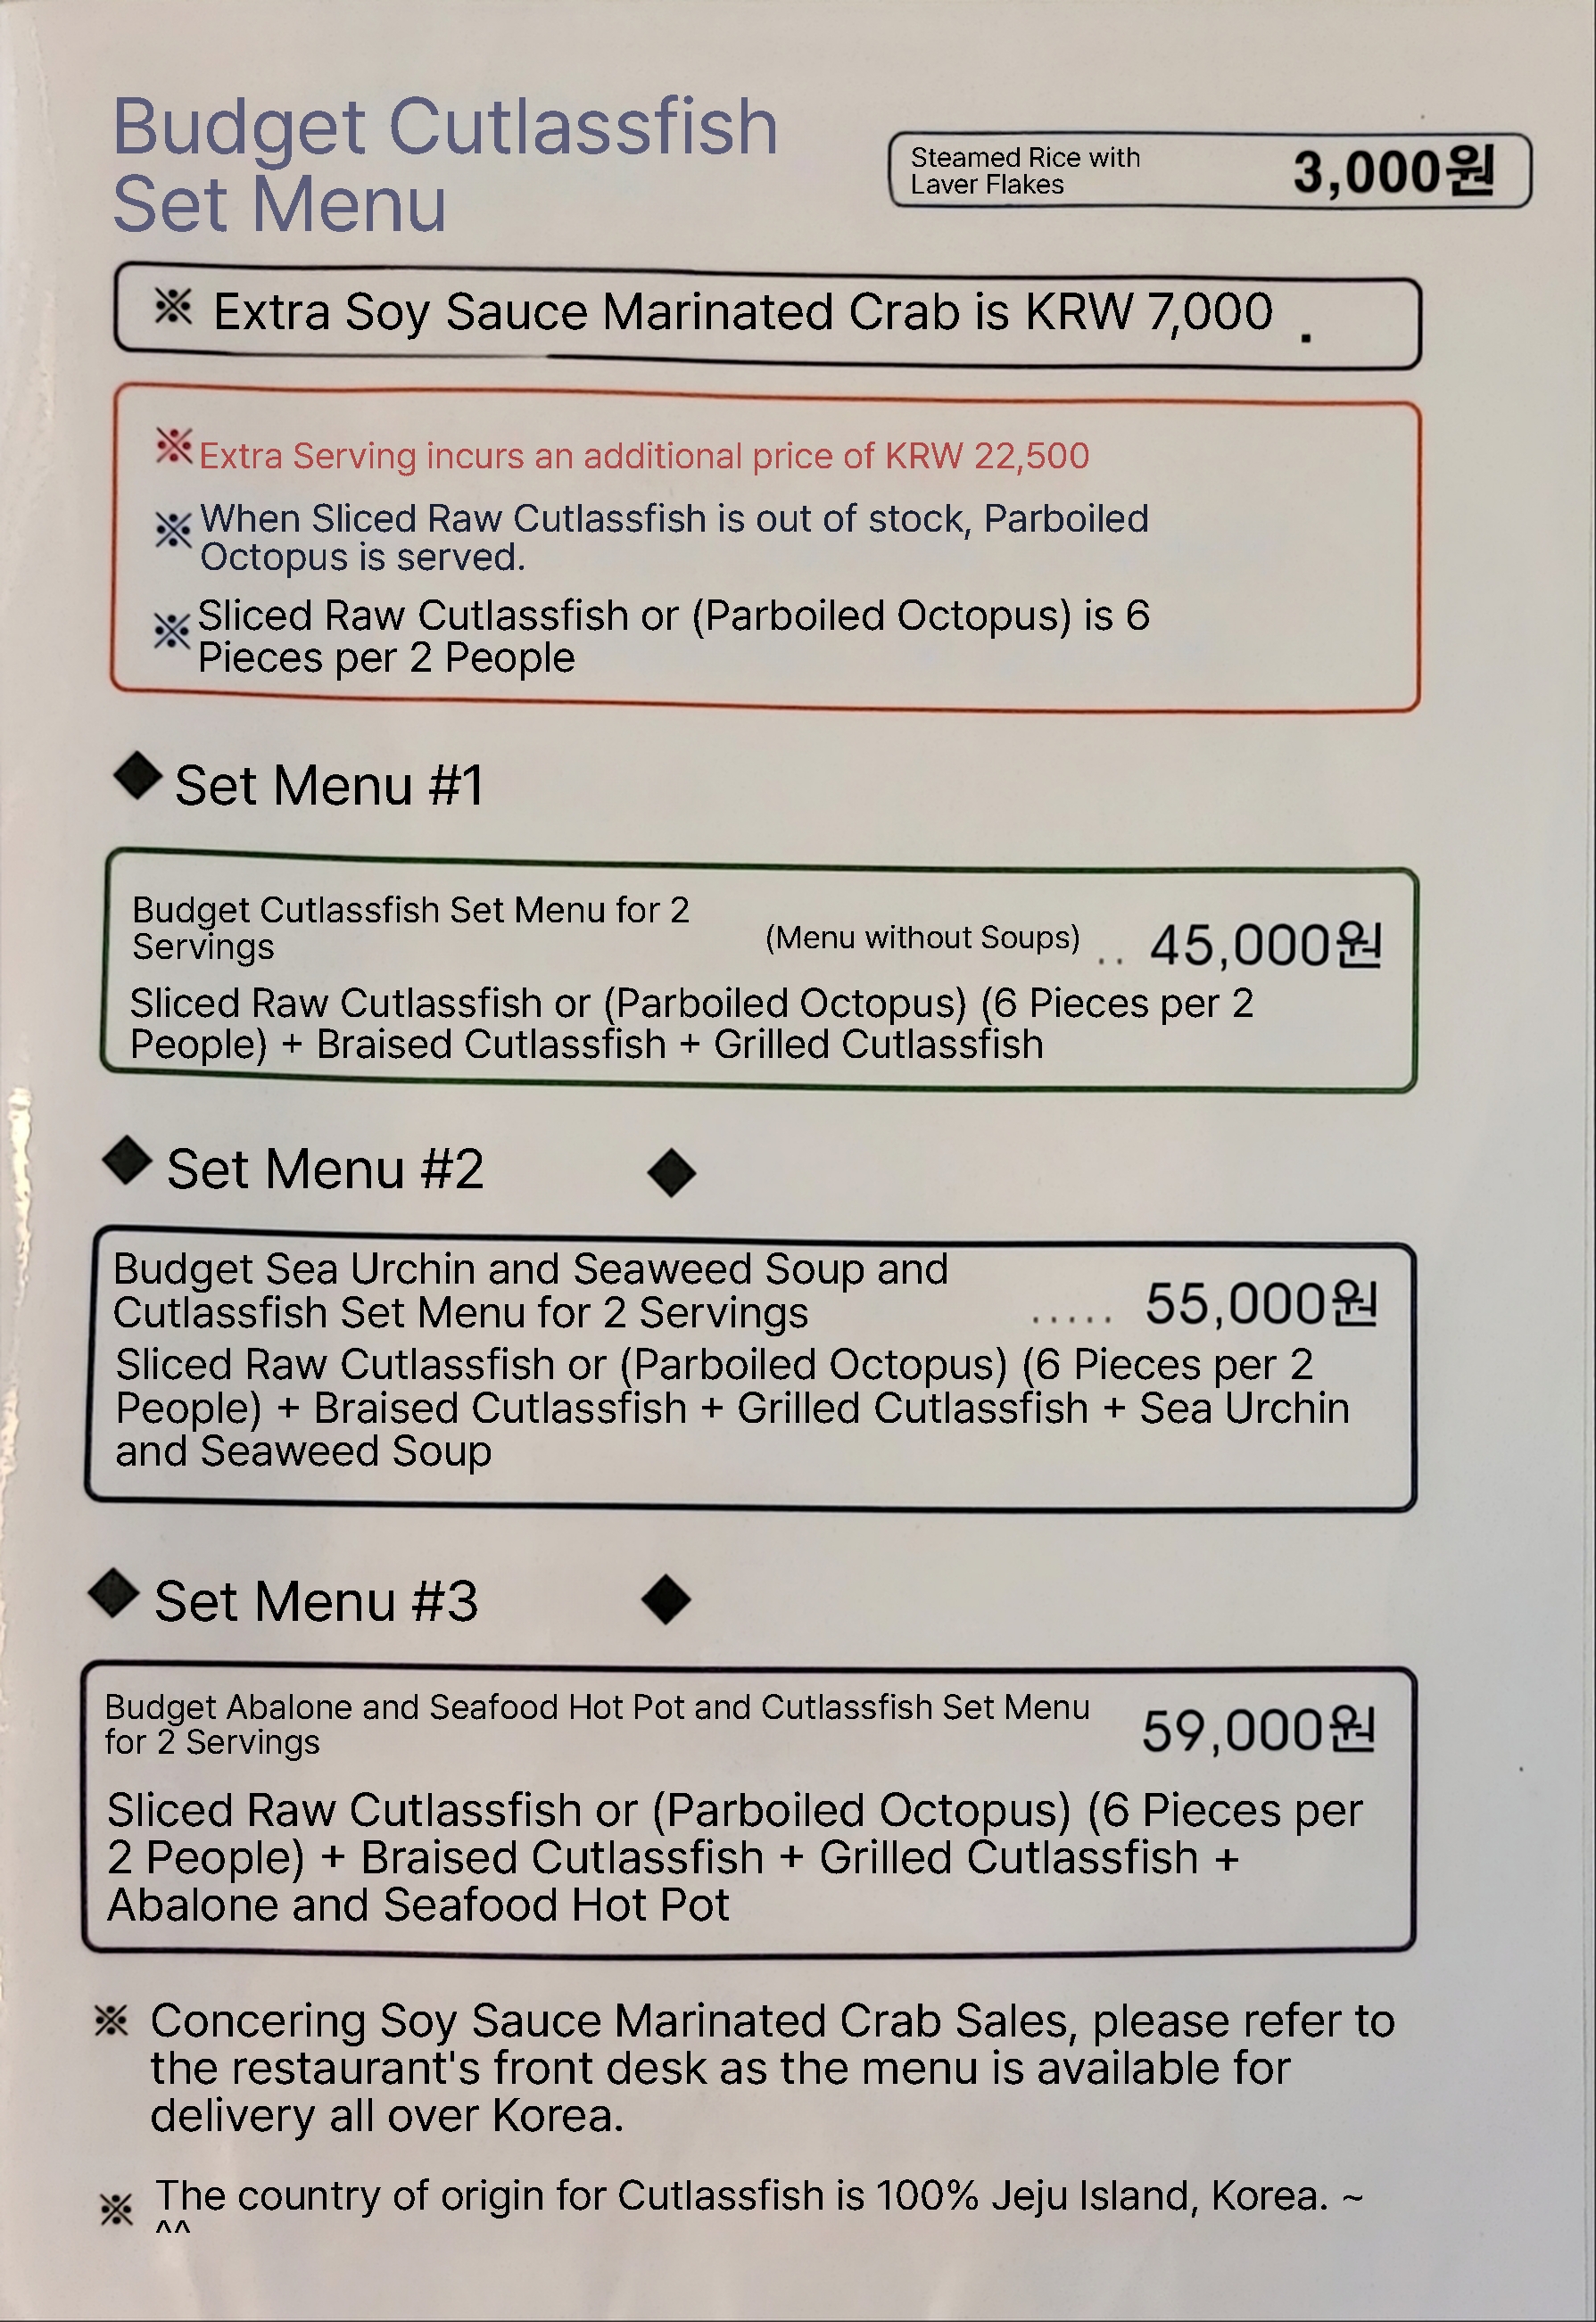 Budget Cutlassfish
Set Menu
Steamed Rice with
Laver Flakes
3,000원
※ Extra Soy Sauce Marinated Crab is KRW 7,000 .
※ Extra Serving incurs an additional price of KRW 22,500
※ When Sliced Raw Cutlassfish is out of stock, Parboiled
Octopus is served.
※ Sliced Raw Cutlassfish or (Parboiled Octopus) is 6
Pieces per 2 People
◆ Set Menu #1
Budget Cutlassfish Set Menu for 2
Servings
(Menu without Soups) .. 45,000원
Sliced Raw Cutlassfish or (Parboiled Octopus) (6 Pieces per 2
People) + Braised Cutlassfish + Grilled Cutlassfish
◆ Set Menu #2 ◆
Budget Sea Urchin and Seaweed Soup and
Cutlassfish Set Menu for 2 Servings
..... 55,000원
Sliced Raw Cutlassfish or (Parboiled Octopus) (6 Pieces per 2
People) + Braised Cutlassfish + Grilled Cutlassfish + Sea Urchin
and Seaweed Soup
◆ Set Menu #3 ◆
Budget Abalone and Seafood Hot Pot and Cutlassfish Set Menu
for 2 Servings
59,000원
Sliced Raw Cutlassfish or (Parboiled Octopus) (6 Pieces per
2 People) + Braised Cutlassfish + Grilled Cutlassfish +
Abalone and Seafood Hot Pot
※ Concering Soy Sauce Marinated Crab Sales, please refer to
the restaurant's front desk as the menu is available for
delivery all over Korea.
※ The country of origin for Cutlassfish is 100% Jeju Island, Korea. ~
^^